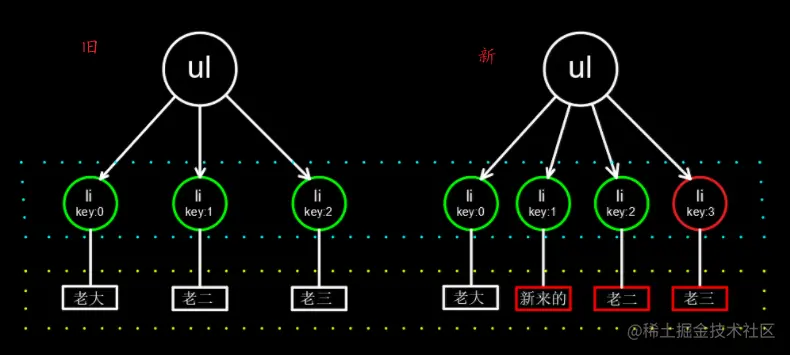 旧
新
ul
ul
li
key:0
li
key:1
li
key:2
li
key:0
li
key:1
li
key:2
li
key:3
老大
老二
老三
老大
新来的
老二
老三
@稀土掘金技术社区